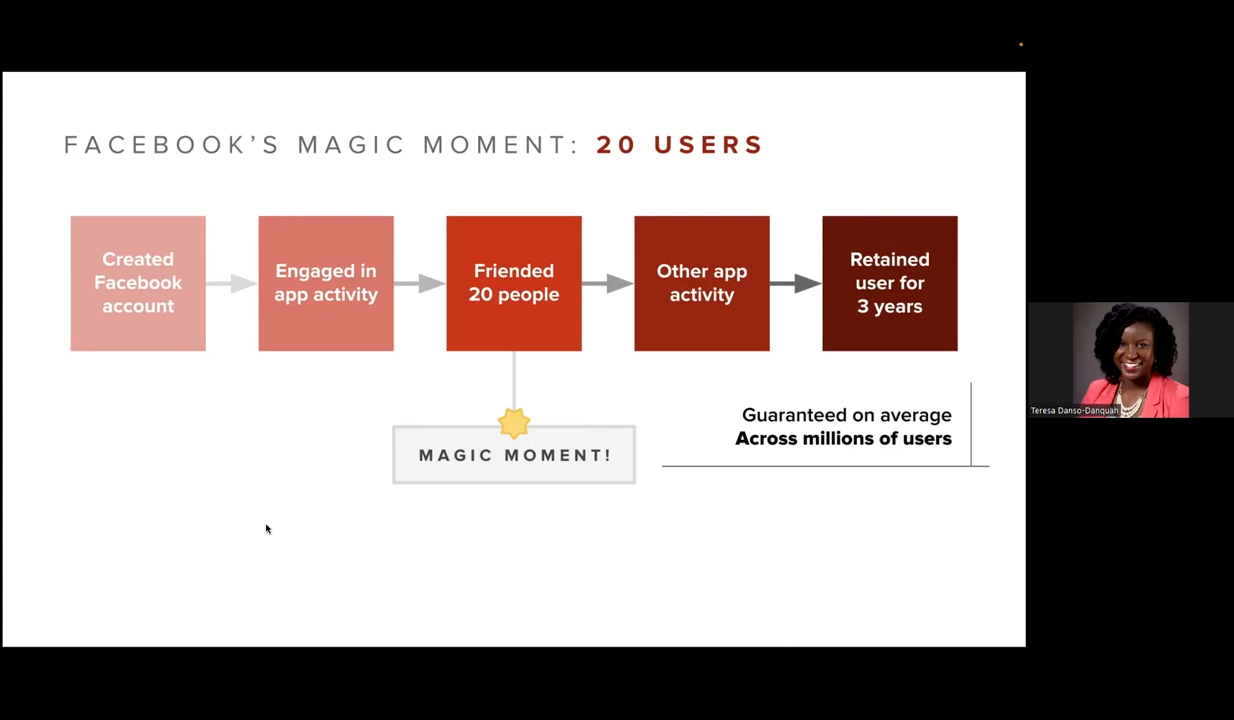 FACEBOOK’S MAGIC MOMENT: 20 USERS
Created
Facebook
account
Engaged in
app activity
Friended
20 people
Other app
activity
Retained
user for
3 years
MAGIC MOMENT!
Guaranteed on average
Across millions of users
Teresa Danso-Danquah